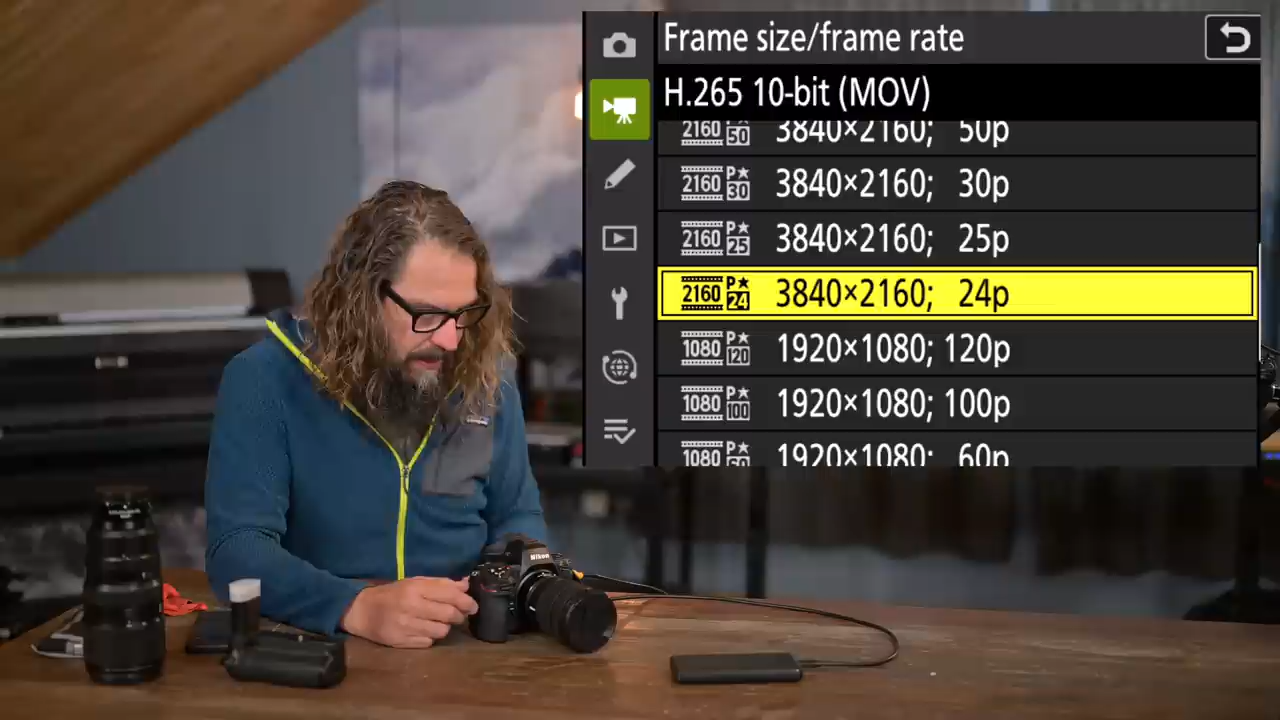 Frame size/frame rate
H.265 10-bit (MOV)
2160 P★ 50 3840×2160; 50p
2160 P★ 30 3840×2160; 30p
2160 P★ 25 3840×2160; 25p
2160 P★ 24 3840×2160; 24p
1080 P★ 120 1920×1080; 120p
1080 P★ 100 1920×1080; 100p
1080 P★ 60 1920×1080; 60p
Nikon